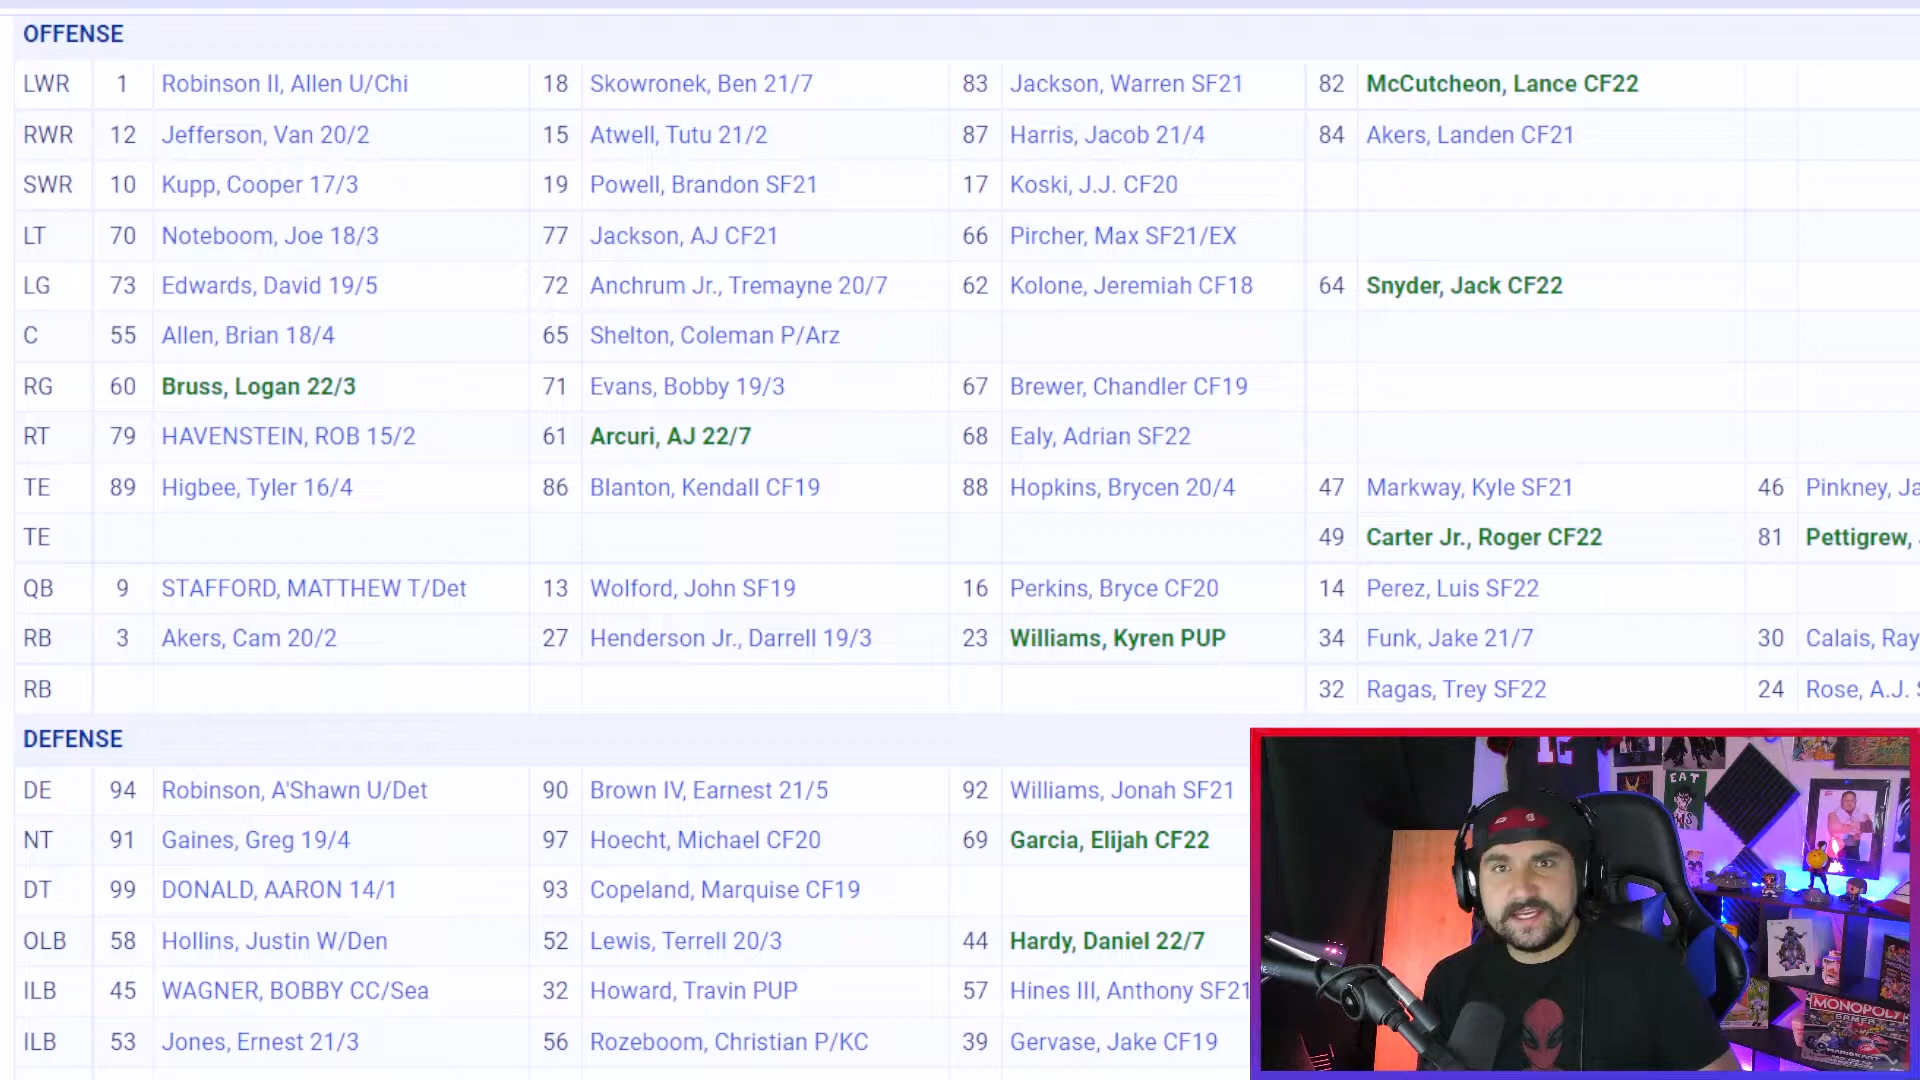 OFFENSE
LWR 1 Robinson II, Allen U/Chi 18 Skowronek, Ben 21/7 83 Jackson, Warren SF21 82 McCutcheon, Lance CF22
RWR 12 Jefferson, Van 20/2 15 Atwell, Tutu 21/2 87 Harris, Jacob 21/4 84 Akers, Landen CF21
SWR 10 Kupp, Cooper 17/3 19 Powell, Brandon SF21 17 Koski, J.J. CF20
LT 70 Noteboom, Joe 18/3 77 Jackson, AJ CF21 66 Pircher, Max SF21/EX
LG 73 Edwards, David 19/5 72 Anchrum Jr., Tremayne 20/7 62 Kolone, Jeremiah CF18 64 Snyder, Jack CF22
C 55 Allen, Brian 18/4 65 Shelton, Coleman P/Arz
RG 60 Bruss, Logan 22/3 71 Evans, Bobby 19/3 67 Brewer, Chandler CF19
RT 79 HAVENSTEIN, ROB 15/2 61 Arcuri, AJ 22/7 68 Ealy, Adrian SF22
TE 89 Higbee, Tyler 16/4 86 Blanton, Kendall CF19 88 Hopkins, Brycen 20/4 47 Markway, Kyle SF21 46 Pinkney, Ja
TE 49 Carter Jr., Roger CF22 81 Pettigrew,
QB 9 STAFFORD, MATTHEW T/Det 13 Wolford, John SF19 16 Perkins, Bryce CF20 14 Perez, Luis SF22
RB 3 Akers, Cam 20/2 27 Henderson Jr., Darrell 19/3 23 Williams, Kyren PUP 34 Funk, Jake 21/7 30 Calais, Ray
RB 32 Ragas, Trey SF22 24 Rose, A.J.
DEFENSE
DE 94 Robinson, A'Shawn U/Det 90 Brown IV, Earnest 21/5 92 Williams, Jonah SF21
NT 91 Gaines, Greg 19/4 97 Hoecht, Michael CF20 69 Garcia, Elijah CF22
DT 99 DONALD, AARON 14/1 93 Copeland, Marquise CF19
OLB 58 Hollins, Justin W/Den 52 Lewis, Terrell 20/3 44 Hardy, Daniel 22/7
ILB 45 WAGNER, BOBBY CC/Sea 32 Howard, Travin PUP 57 Hines III, Anthony SF21
ILB 53 Jones, Ernest 21/3 56 Rozeboom, Christian P/KC 39 Gervase, Jake CF19
12
EAT
MONOPOLY
GAMER
MARIOKART